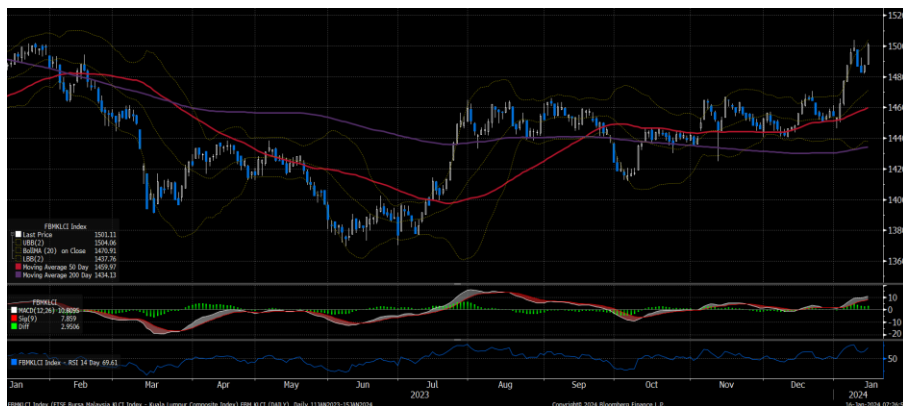 1520
1500
1480
1460
1440
1420
1400
1380
1360
FBMKLCI Index
Last Price 1501.11
UBB(2) 1504.06
BollMA (20) on Close 1470.91
LBB(2) 1437.76
Moving Average 50 Day 1459.97
Moving Average 200 Day 1434.13
FBMKLCI
MACD(12,26) 10.8095
Sig(9) 7.859
Diff 2.9506
10
0
-10
-20
FBMKLCI Index - RSI 14 Day 69.61
50
Jan Feb Mar Apr May Jun Jul Aug Sep Oct Nov Dec Jan
2023 2024
FBMKLCI Index (FTSE Bursa Malaysia KLCI Index - Kuala Lumpur Composite Index) FBM KLCI (DAILY) Daily 11JAN2023-15JAN2024 Copyright© 2024 Bloomberg Finance L.P. 16-Jan-2024